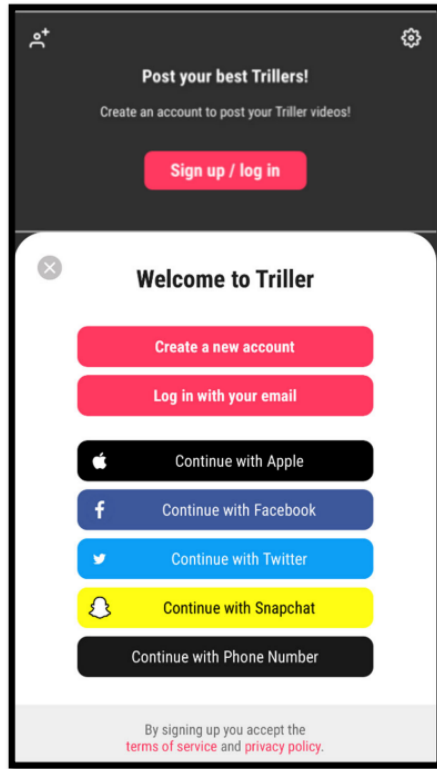 Post your best Trillers!
Create an account to post your Triller videos!
Sign up / log in
Welcome to Triller
Create a new account
Log in with your email
Continue with Apple
Continue with Facebook
Continue with Twitter
Continue with Snapchat
Continue with Phone Number
By signing up you accept the
terms of service and privacy policy.